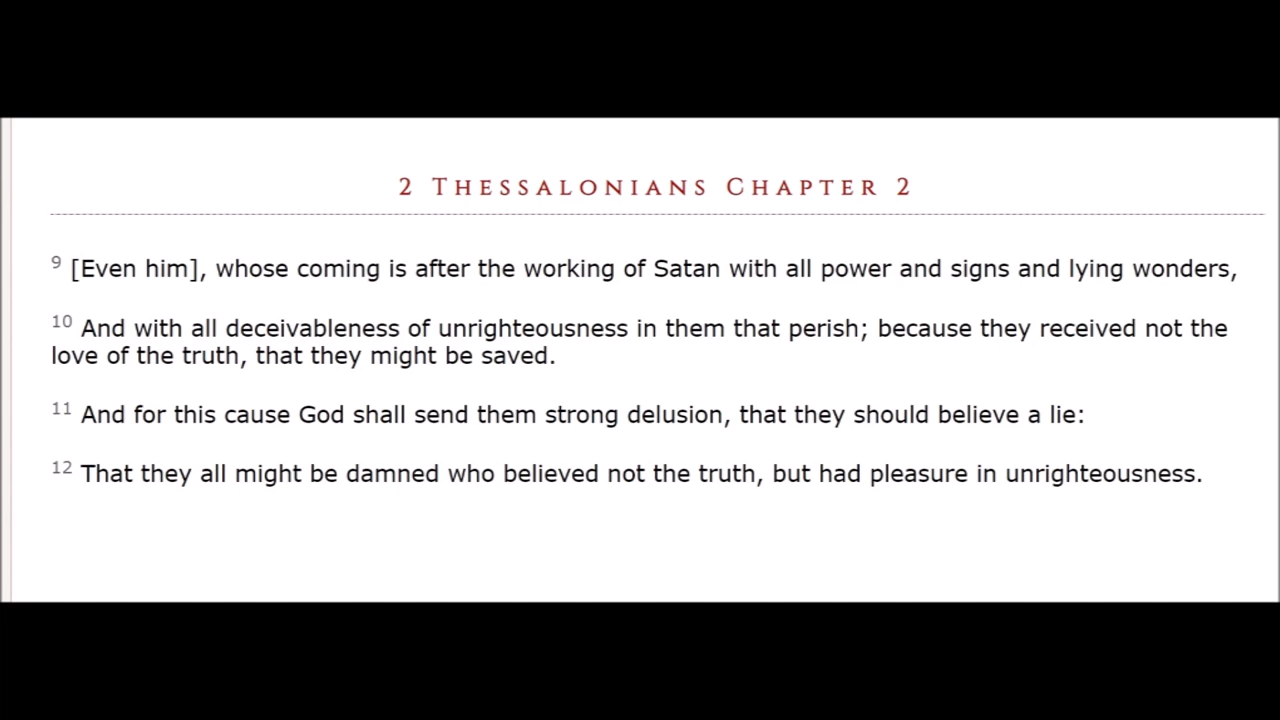 2 Thessalonians Chapter 2
9 [Even him], whose coming is after the working of Satan with all power and signs and lying wonders,
10 And with all deceivableness of unrighteousness in them that perish; because they received not the
love of the truth, that they might be saved.
11 And for this cause God shall send them strong delusion, that they should believe a lie:
12 That they all might be damned who believed not the truth, but had pleasure in unrighteousness.